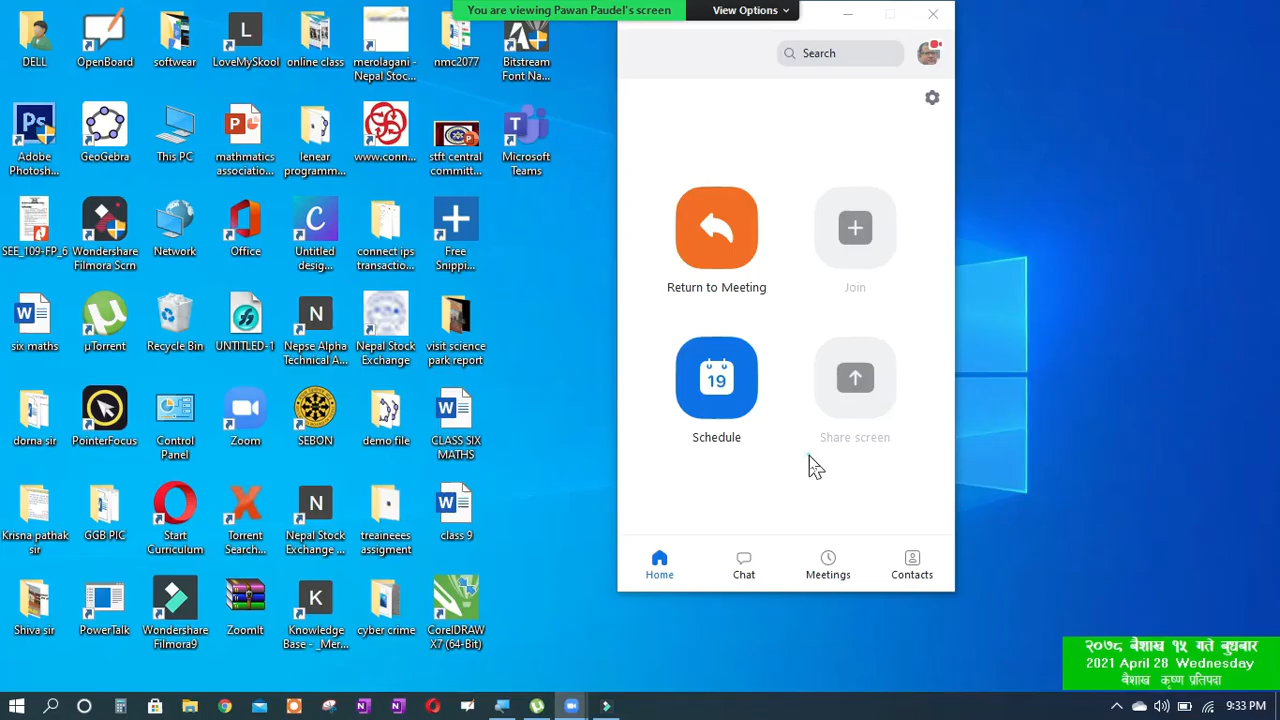 You are viewing Pawan Paudel's screen
View Options
Search
Return to Meeting
Join
19
Schedule
Share screen
Home
Chat
Meetings
Contacts
DELL
OpenBoard
softwear
L
LoveMySkool
online class
merolagani -
Nepal Stoc...
nmc2077
Bitstream
Font Na...
Ps
Adobe
Photosh...
GeoGebra
This PC
P
mathmatics
associatio...
lenear
programm...
www.conn...
stft central
committ...
T
Microsoft
Teams
SEE_109-FP_6
Wondershare
Filmora Scrn
Network
Office
C
Untitled
desig...
connect ips
transactio...
Free
Snippi...
W
six maths
µ
µTorrent
Recycle Bin
UNTITLED-1
N
Nepse Alpha
Technical A...
Nepal Stock
Exchange
visit science
park report
dorna sir
PointerFocus
Control
Panel
Zoom
SEBON
demo file
W
CLASS SIX
MATHS
Krisna pathak
sir
GGB PIC
Start
Curriculum
X
Torrent
Search...
N
Nepal Stock
Exchange ...
treaineees
assigment
W
class 9
Shiva sir
PowerTalk
Wondershare
Filmora9
ZoomIt
K
Knowledge
Base - _Mer...
cyber crime
CorelDRAW
X7 (64-Bit)
२०७८ बैशाख १५ गते बुधबार
2021 April 28 Wednesday
बैशाख कृष्ण प्रतिपदा
9:33 PM